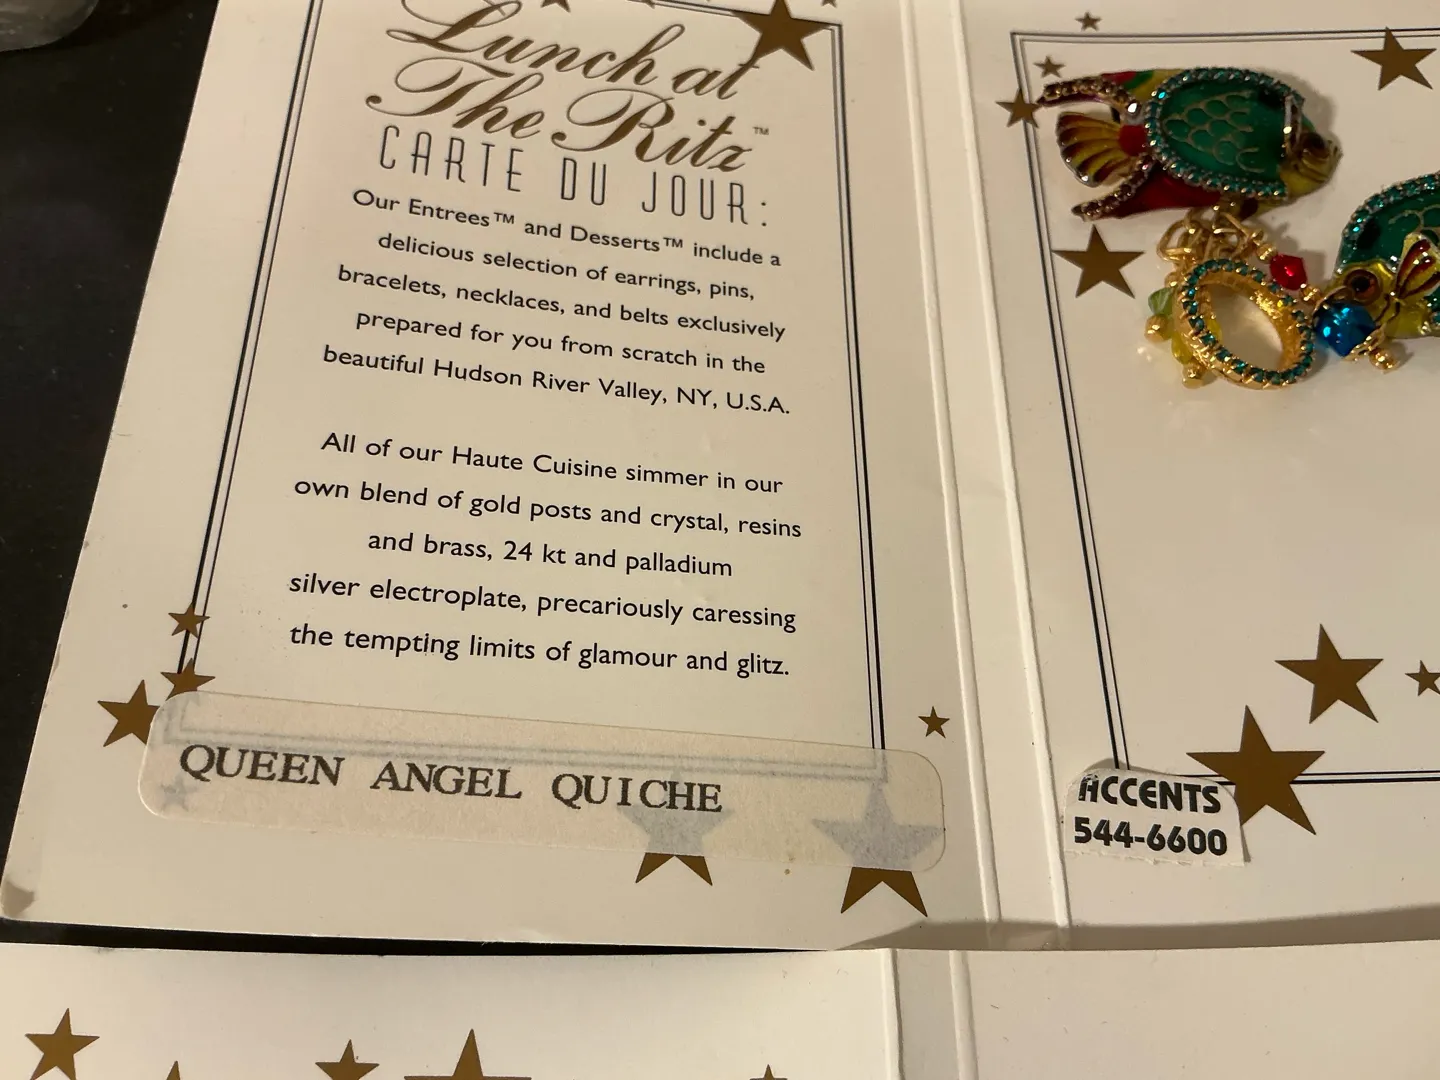 Lunch at
The Ritz™
CARTE DU JOUR:
Our Entrees™ and Desserts™ include a
delicious selection of earrings, pins,
bracelets, necklaces, and belts exclusively
prepared for you from scratch in the
beautiful Hudson River Valley, NY, U.S.A.
All of our Haute Cuisine simmer in our
own blend of gold posts and crystal, resins
and brass, 24 kt and palladium
silver electroplate, precariously caressing
the tempting limits of glamour and glitz.
QUEEN ANGEL QUICHE
ACCENTS
544-6600